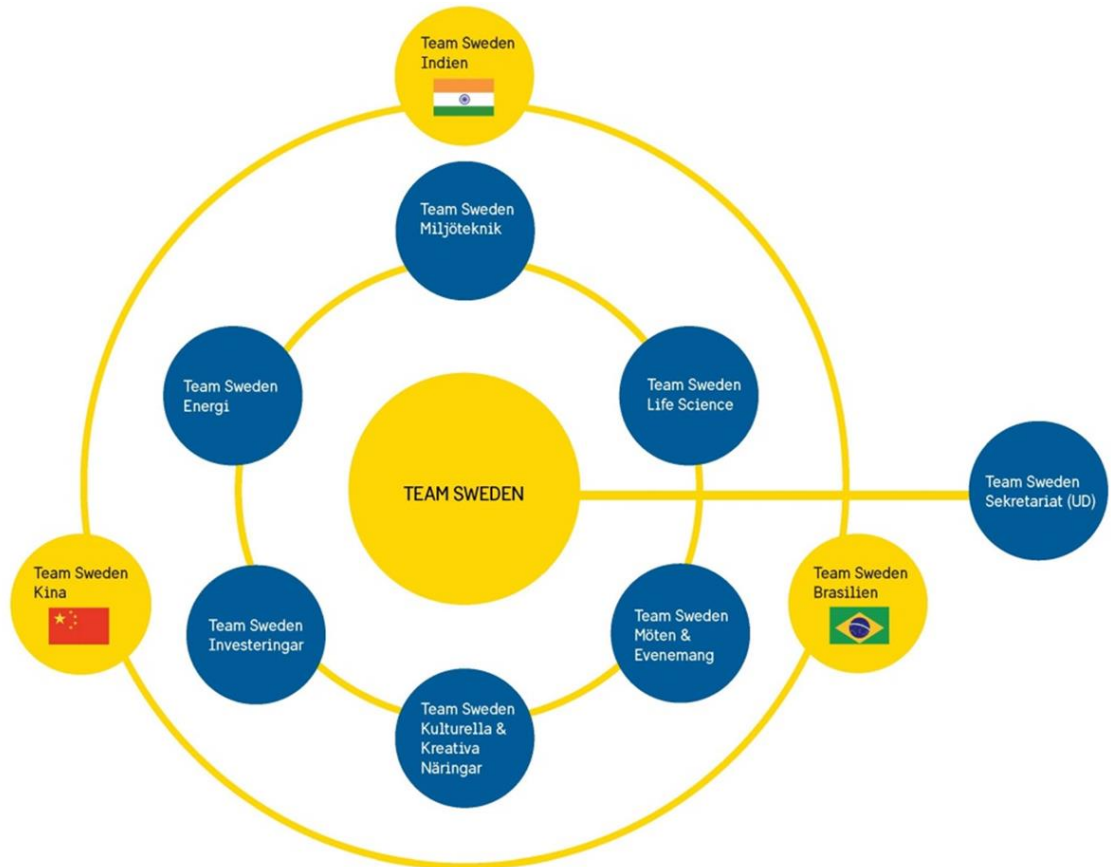 Team Sweden
Indien
Team Sweden
Miljöteknik
Team Sweden
Energi
Team Sweden
Life Science
TEAM SWEDEN
Team Sweden
Sekretariat (UD)
Team Sweden
Kina
Team Sweden
Brasilien
Team Sweden
Investeringar
Team Sweden
Möten &
Evenemang
Team Sweden
Kulturella &
Kreativa
Näringar